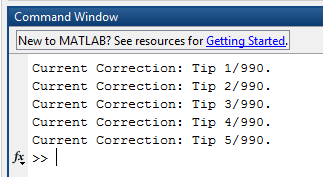 Command Window
New to MATLAB? See resources for Getting Started.
Current Correction: Tip 1/990.
Current Correction: Tip 2/990.
Current Correction: Tip 3/990.
Current Correction: Tip 4/990.
Current Correction: Tip 5/990.
fx >>